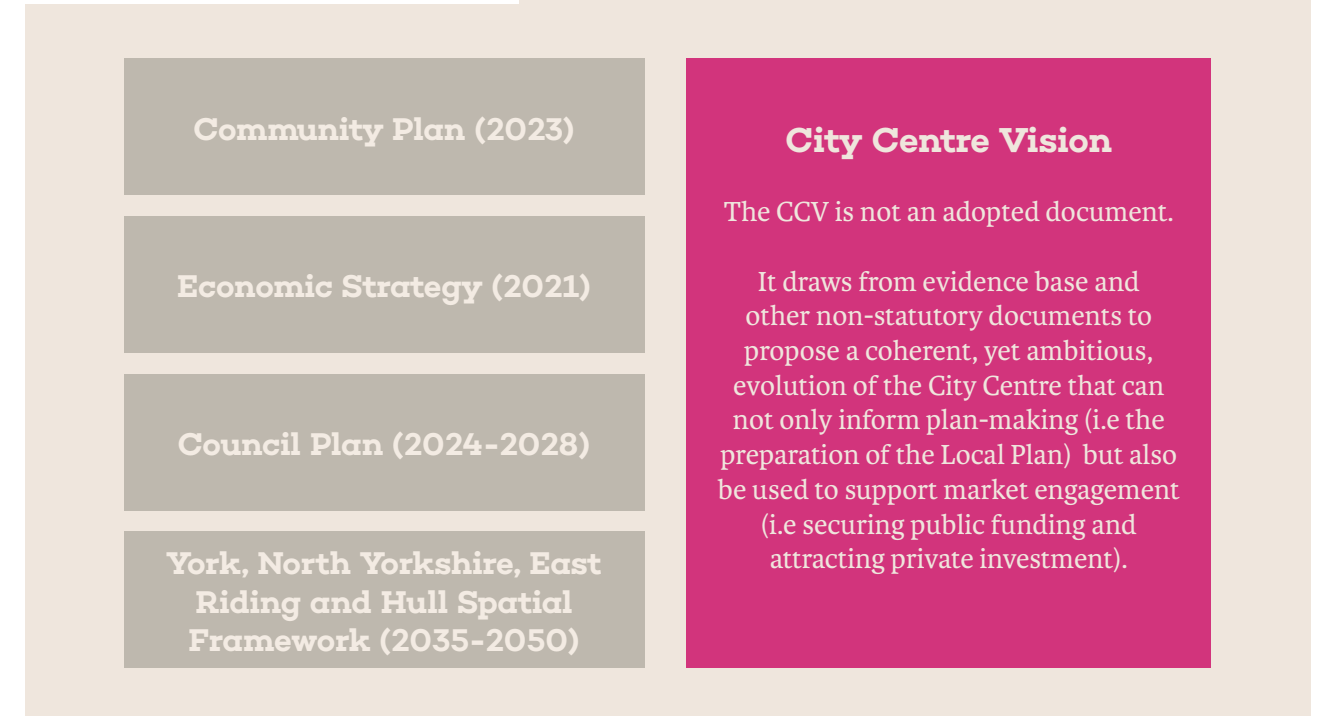 Community Plan (2023)
Economic Strategy (2021)
Council Plan (2024-2028)
York, North Yorkshire, East
Riding and Hull Spatial
Framework (2035-2050)
City Centre Vision
The CCV is not an adopted document.
It draws from evidence base and
other non-statutory documents to
propose a coherent, yet ambitious,
evolution of the City Centre that can
not only inform plan-making (i.e the
preparation of the Local Plan)  but also
be used to support market engagement
(i.e securing public funding and
attracting private investment).